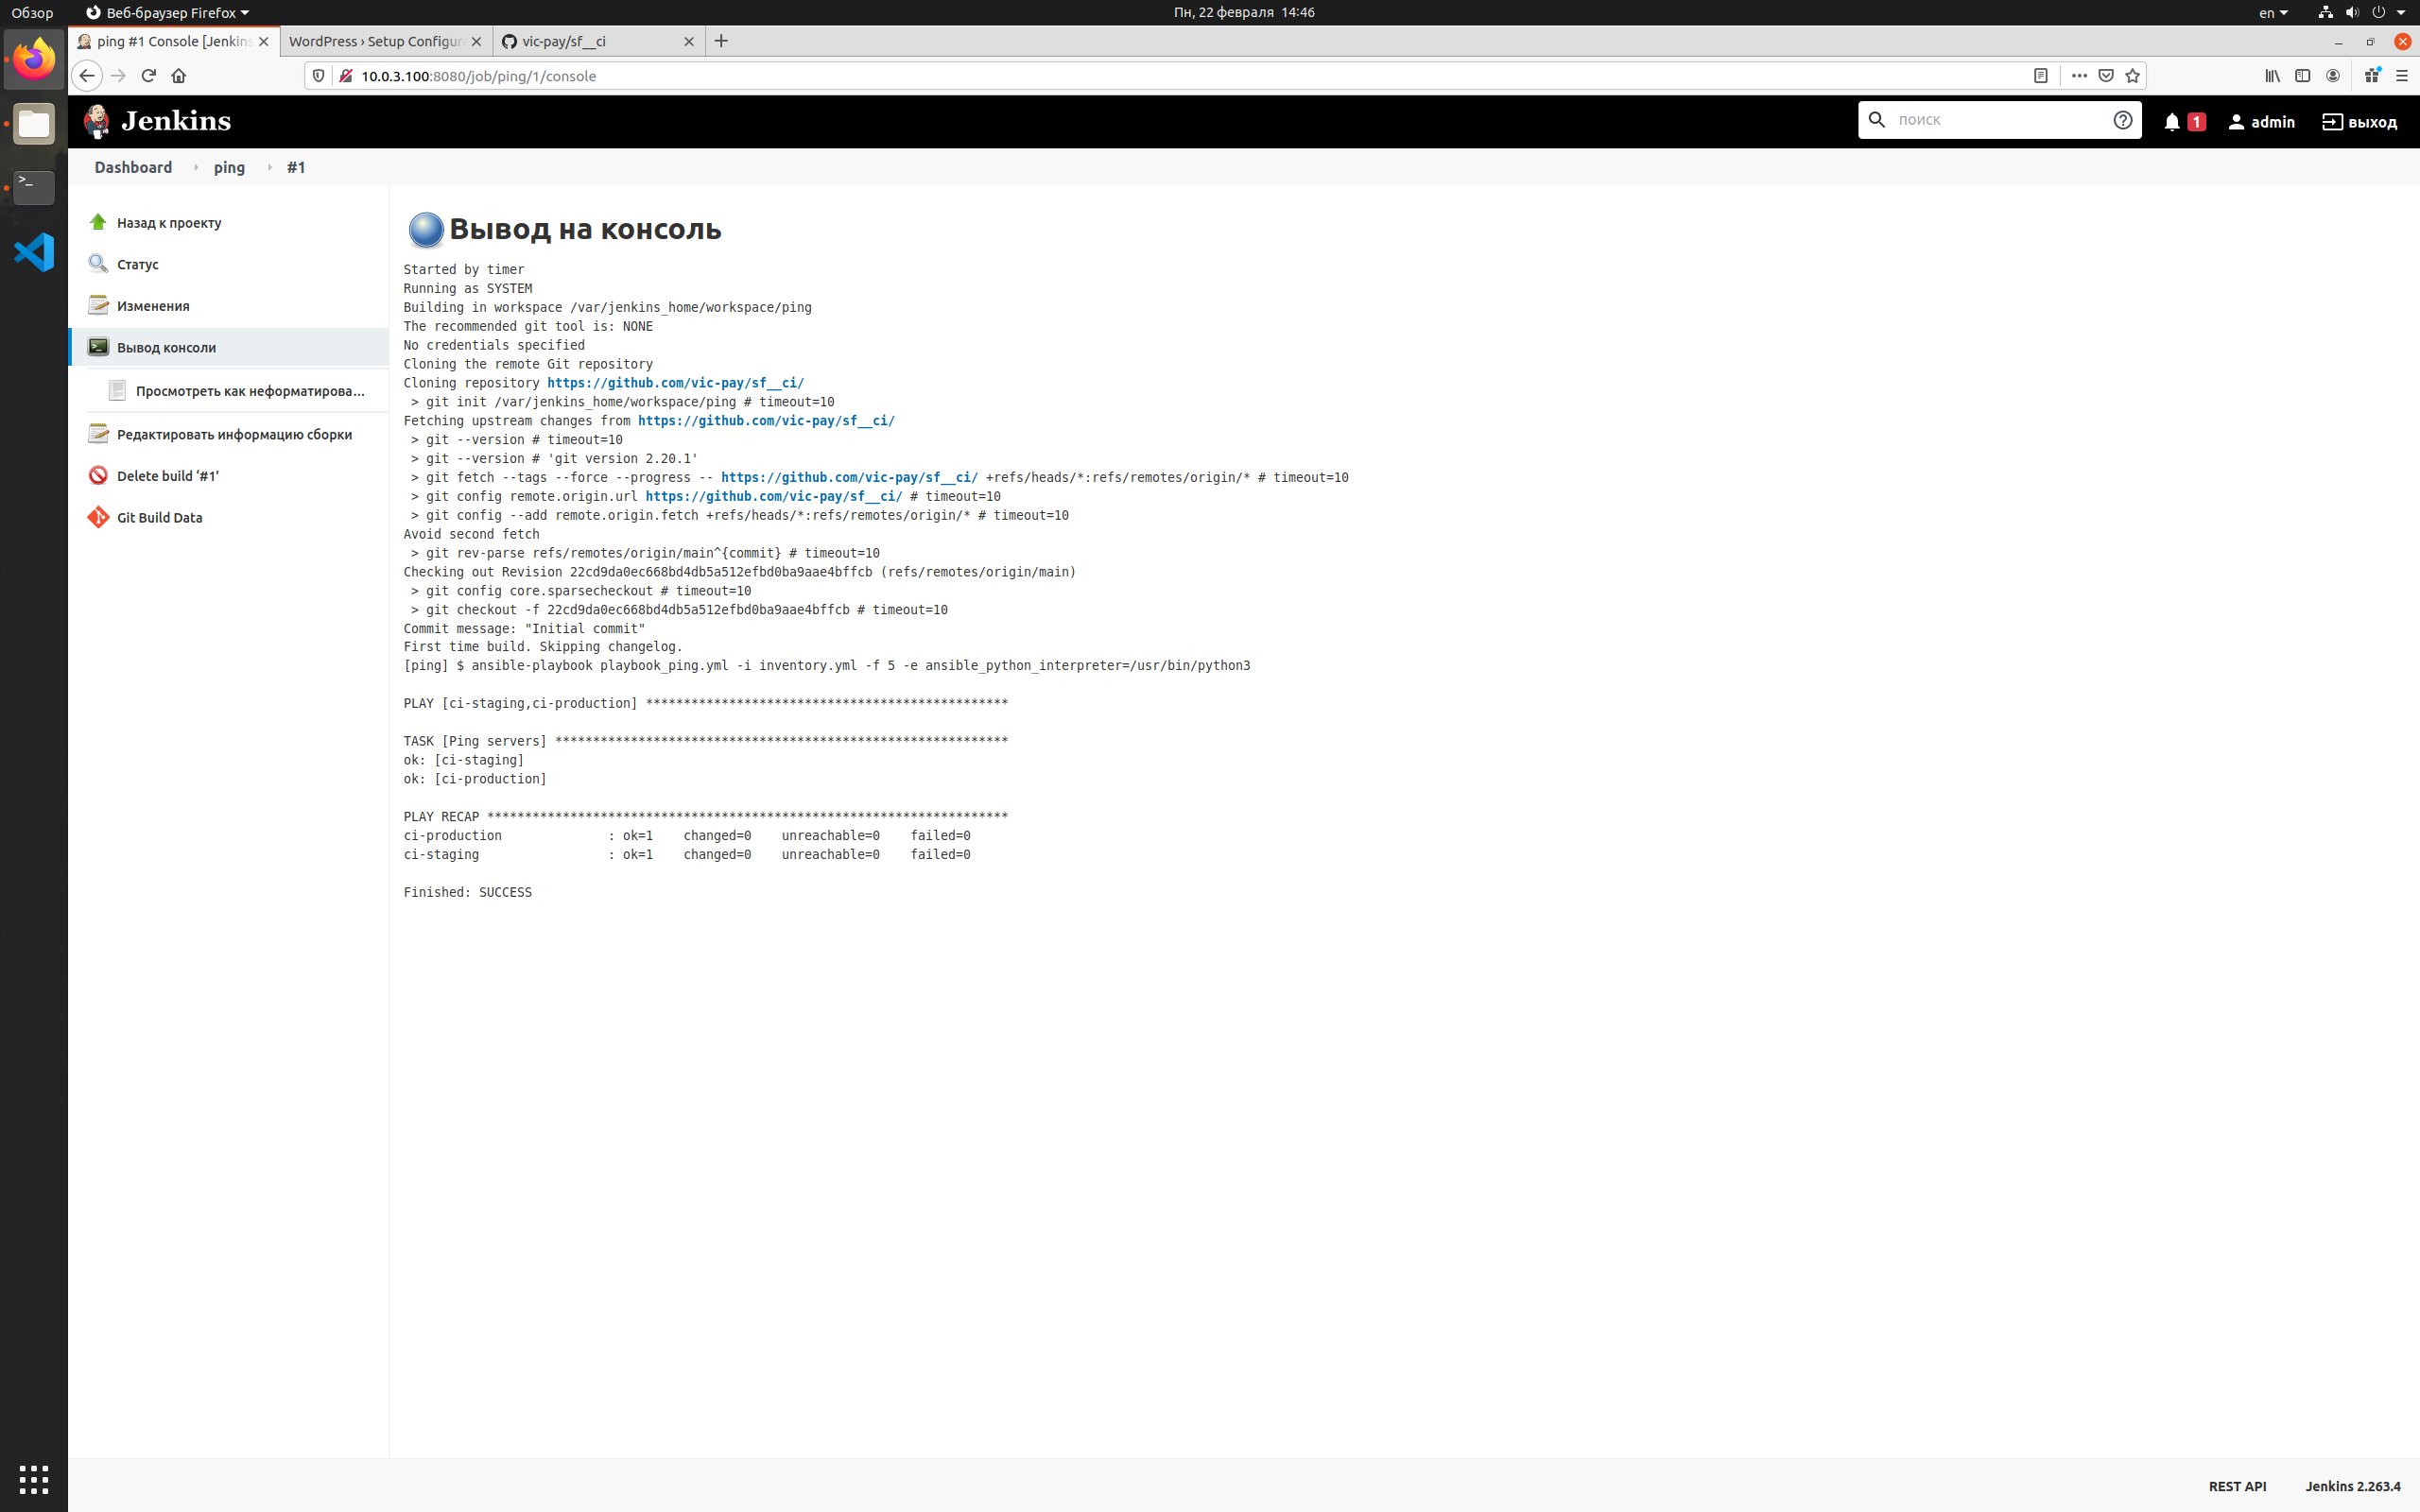 Обзор
Веб-браузер Firefox
Пн, 22 февраля 14:46
en
ping #1 Console [Jenkins
WordPress › Setup Configur
vic-pay/sf__ci
10.0.3.100:8080/job/ping/1/console
Jenkins
поиск
1
admin
выход
Dashboard
ping
#1
Назад к проекту
Статус
Изменения
Вывод консоли
Просмотреть как неформатирова...
Редактировать информацию сборки
Delete build ‘#1’
Git Build Data
Вывод на консоль
Started by timer
Running as SYSTEM
Building in workspace /var/jenkins_home/workspace/ping
The recommended git tool is: NONE
No credentials specified
Cloning the remote Git repository
Cloning repository https://github.com/vic-pay/sf__ci/
 > git init /var/jenkins_home/workspace/ping # timeout=10
Fetching upstream changes from https://github.com/vic-pay/sf__ci/
 > git --version # timeout=10
 > git --version # 'git version 2.20.1'
 > git fetch --tags --force --progress -- https://github.com/vic-pay/sf__ci/ +refs/heads/*:refs/remotes/origin/* # timeout=10
 > git config remote.origin.url https://github.com/vic-pay/sf__ci/ # timeout=10
 > git config --add remote.origin.fetch +refs/heads/*:refs/remotes/origin/* # timeout=10
Avoid second fetch
 > git rev-parse refs/remotes/origin/main^{commit} # timeout=10
Checking out Revision 22cd9da0ec668bd4db5a512efbd0ba9aae4bffcb (refs/remotes/origin/main)
 > git config core.sparsecheckout # timeout=10
 > git checkout -f 22cd9da0ec668bd4db5a512efbd0ba9aae4bffcb # timeout=10
Commit message: "Initial commit"
First time build. Skipping changelog.
[ping] $ ansible-playbook playbook_ping.yml -i inventory.yml -f 5 -e ansible_python_interpreter=/usr/bin/python3
PLAY [ci-staging,ci-production] ************************************************
TASK [Ping servers] ************************************************************
ok: [ci-staging]
ok: [ci-production]
PLAY RECAP *********************************************************************
ci-production              : ok=1    changed=0    unreachable=0    failed=0
ci-staging                 : ok=1    changed=0    unreachable=0    failed=0
Finished: SUCCESS
REST API
Jenkins 2.263.4